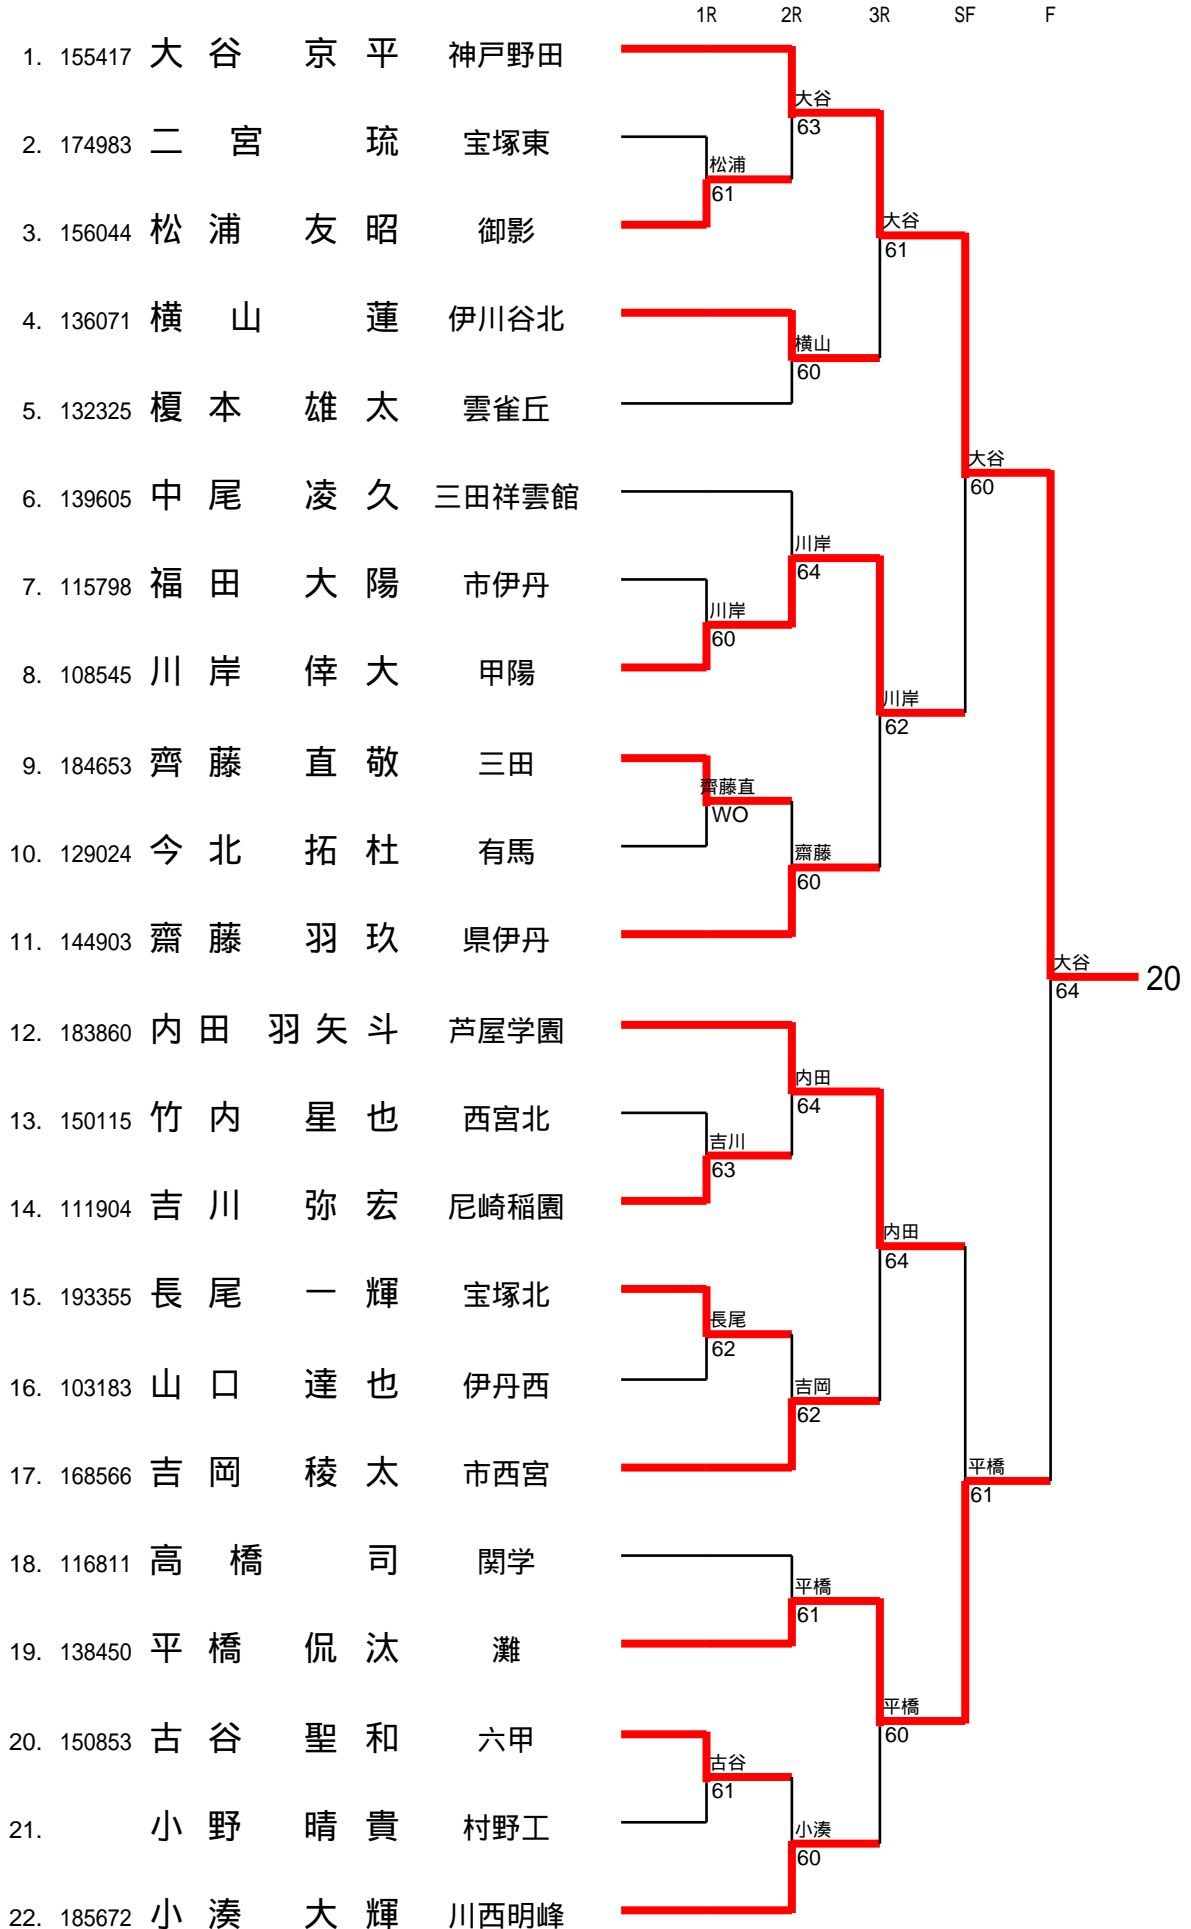 1R 2R 3R SF F
1. 155417 大谷 京平 神戸野田
大谷
63
2. 174983 二宮 琉 宝塚東
松浦
61
3. 156044 松浦 友昭 御影
大谷
61
4. 136071 横山 蓮 伊川谷北
横山
60
5. 132325 榎本 雄太 雲雀丘
大谷
60
6. 139605 中尾 凌久 三田祥雲館
川岸
64
7. 115798 福田 大陽 市伊丹
川岸
60
8. 108545 川岸 倖大 甲陽
川岸
62
9. 184653 齊藤 直敬 三田
齊藤直
WO
10. 129024 今北 拓杜 有馬
齋藤
60
11. 144903 齋藤 羽玖 県伊丹
大谷
64
20
12. 183860 内田 羽矢斗 芦屋学園
内田
64
13. 150115 竹内 星也 西宮北
吉川
63
14. 111904 吉川 弥宏 尼崎稲園
内田
64
15. 193355 長尾 一輝 宝塚北
長尾
62
16. 103183 山口 達也 伊丹西
吉岡
62
17. 168566 吉岡 稜太 市西宮
平橋
61
18. 116811 高橋 司 関学
平橋
61
19. 138450 平橋 侃汰 灘
平橋
60
20. 150853 古谷 聖和 六甲
古谷
61
21. 小野 晴貴 村野工
小湊
60
22. 185672 小湊 大輝 川西明峰